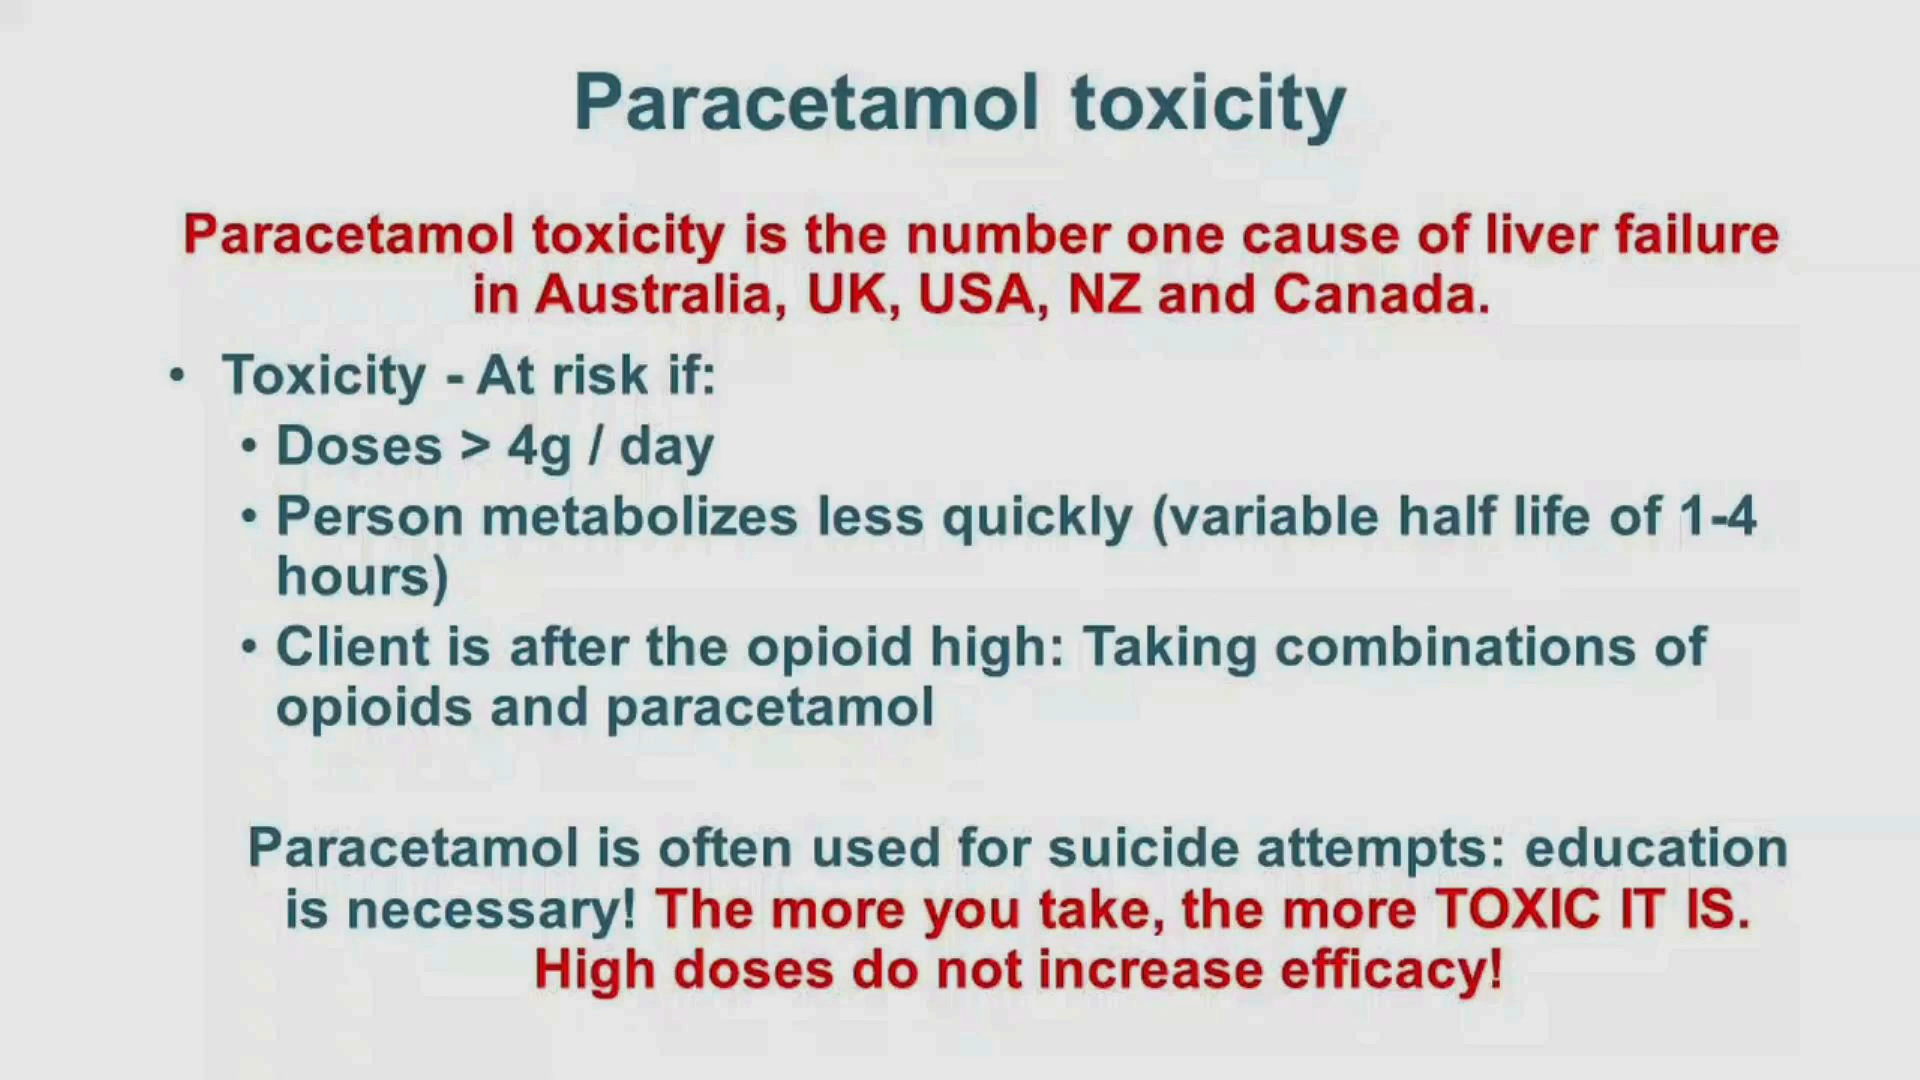 Paracetamol toxicity
Paracetamol toxicity is the number one cause of liver failure
in Australia, UK, USA, NZ and Canada.
• Toxicity - At risk if:
• Doses > 4g / day
• Person metabolizes less quickly (variable half life of 1-4
hours)
• Client is after the opioid high: Taking combinations of
opioids and paracetamol
Paracetamol is often used for suicide attempts: education
is necessary! The more you take, the more TOXIC IT IS.
High doses do not increase efficacy!